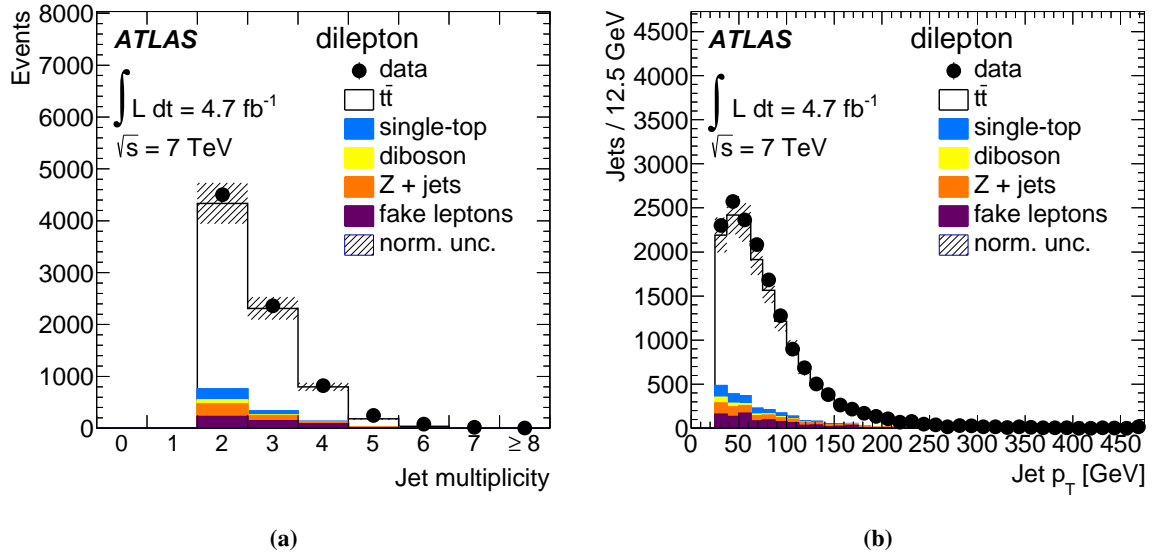 Events
8000
7000
6000
5000
4000
3000
2000
1000
0
ATLAS
dilepton
∫ L dt = 4.7 fb⁻¹
√s = 7 TeV
data
tt̄
single-top
diboson
Z + jets
fake leptons
norm. unc.
0 1 2 3 4 5 6 7 ≥ 8
Jet multiplicity
(a)
Jets / 12.5 GeV
4500
4000
3500
3000
2500
2000
1500
1000
500
0
ATLAS
dilepton
∫ L dt = 4.7 fb⁻¹
√s = 7 TeV
data
tt̄
single-top
diboson
Z + jets
fake leptons
norm. unc.
0 50 100 150 200 250 300 350 400 450
Jet p_T [GeV]
(b)